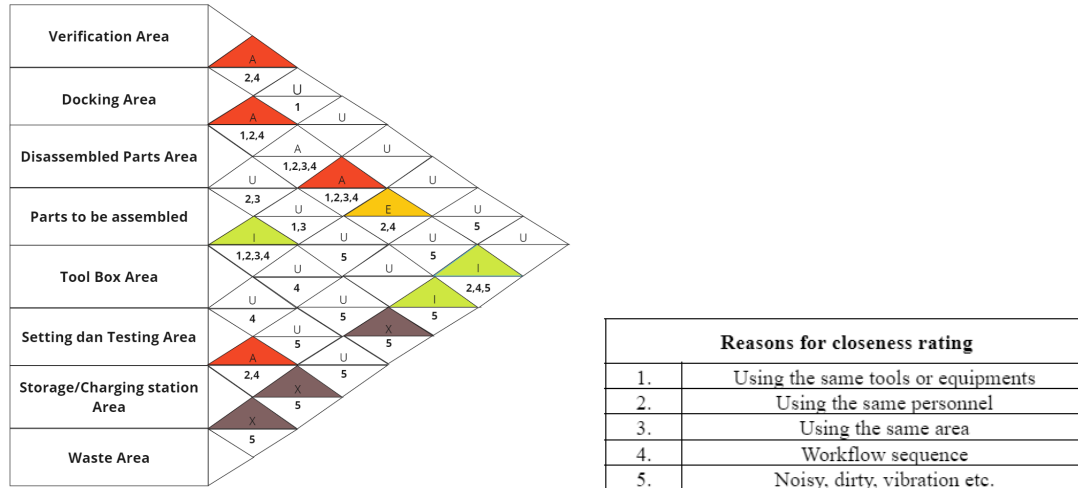 Verification Area
A
2,4
U
Docking Area
1
A U
1,2,4
A U
Disassembled Parts Area
1,2,3,4
U A U
2,3 1,2,3,4
U E U
Parts to be assembled
1,3 2,4 5
I U U U
1,2,3,4 5 5
U U I
Tool Box Area
4 2,4,5
U U I
4 5 5
U X
Setting dan Testing Area
5 5
A U
2,4 5
Storage/Charging station
X
Area
5
X
5
Waste Area
Reasons for closeness rating
1. Using the same tools or equipments
2. Using the same personnel
3. Using the same area
4. Workflow sequence
5. Noisy, dirty, vibration etc.